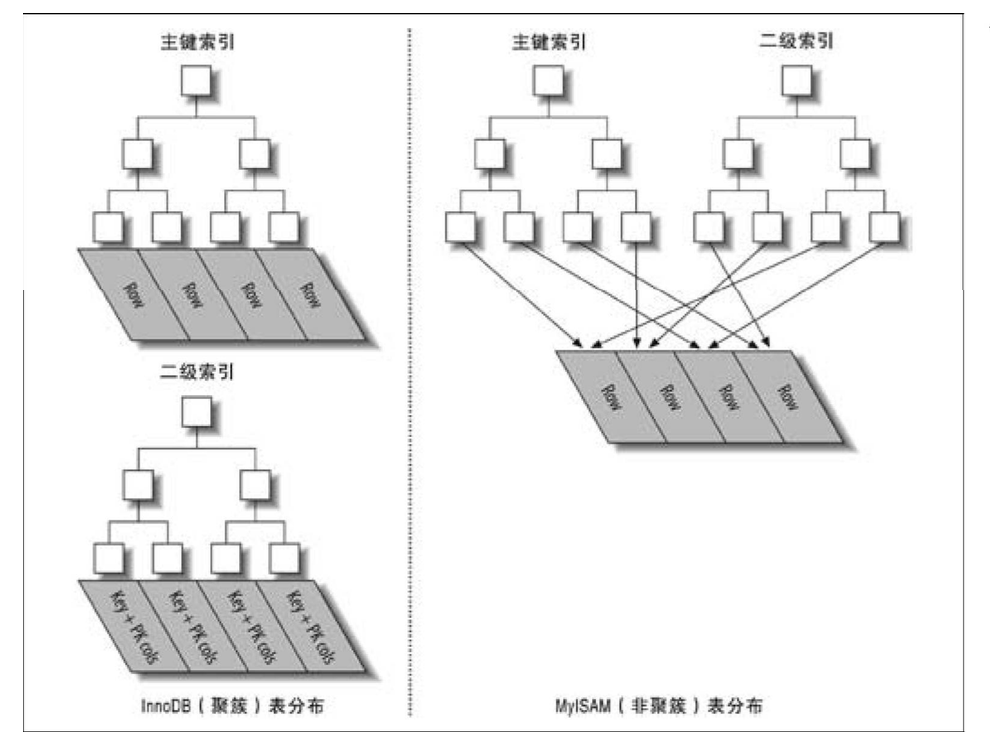 主键索引
Row
Row
Row
Row
二级索引
Key + PK cols
Key + PK cols
Key + PK cols
Key + PK cols
InnoDB（聚簇）表分布
主键索引
二级索引
Row
Row
Row
Row
MyISAM（非聚簇）表分布